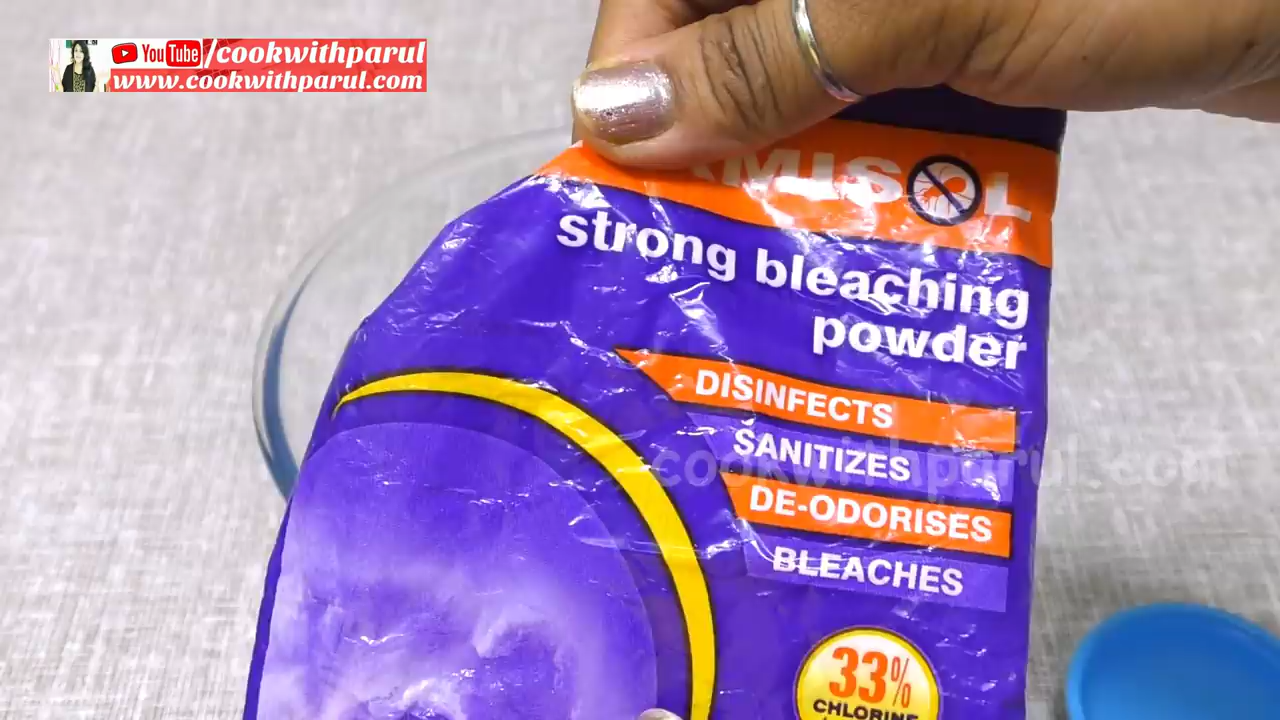 YouTube/cookwithparul
www.cookwithparul.com
strong bleaching
powder
DISINFECTS
SANITIZES
cookwithparul.com
DE-ODORISES
BLEACHES
33%
CHLORINE